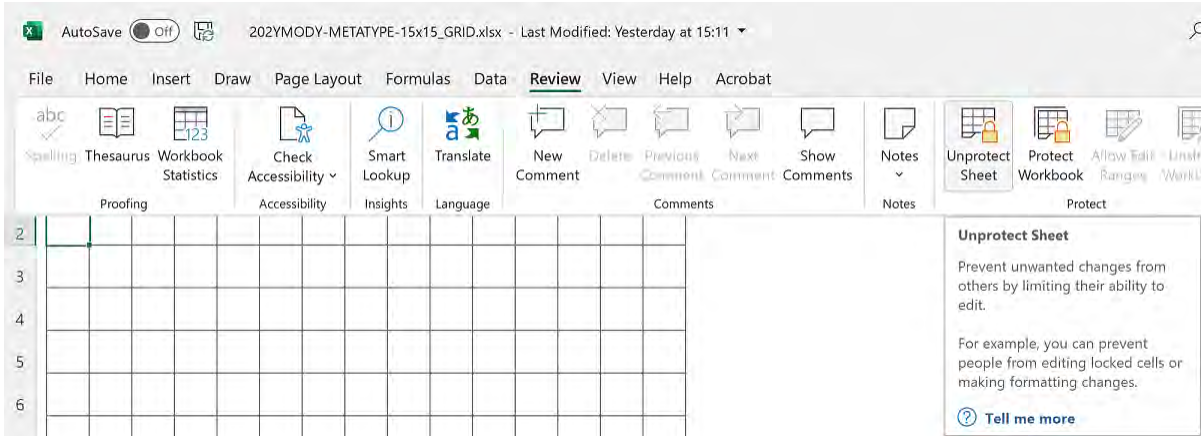 AutoSave Off 202YMODY-METATYPE-15x15_GRID.xlsx - Last Modified: Yesterday at 15:11
File Home Insert Draw Page Layout Formulas Data Review View Help Acrobat
abc
Spelling
Thesaurus
123
Workbook
Statistics
Proofing
Check
Accessibility
Accessibility
Smart
Lookup
Insights
aあ
Translate
Language
New
Comment
Delete
Previous
Comment
Next
Comment
Show
Comments
Comments
Notes
Notes
Unprotect
Sheet
Protect
Workbook
Allow Edit
Ranges
Protect
2
3
4
5
6
Unprotect Sheet
Prevent unwanted changes from
others by limiting their ability to
edit.
For example, you can prevent
people from editing locked cells or
making formatting changes.
Tell me more